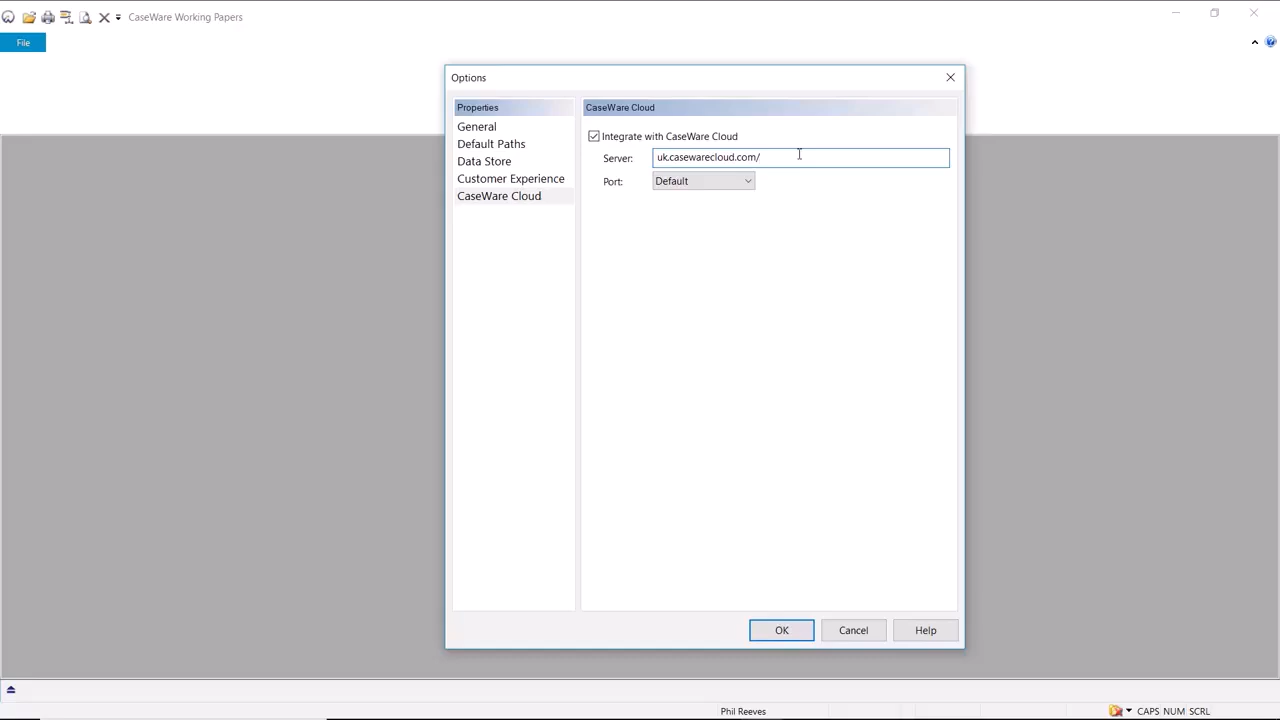 CaseWare Working Papers
File
Options
Properties
General
Default Paths
Data Store
Customer Experience
CaseWare Cloud
CaseWare Cloud
Integrate with CaseWare Cloud
Server: uk.casewarecloud.com/
Port: Default
OK Cancel Help
Phil Reeves CAPS NUM SCRL